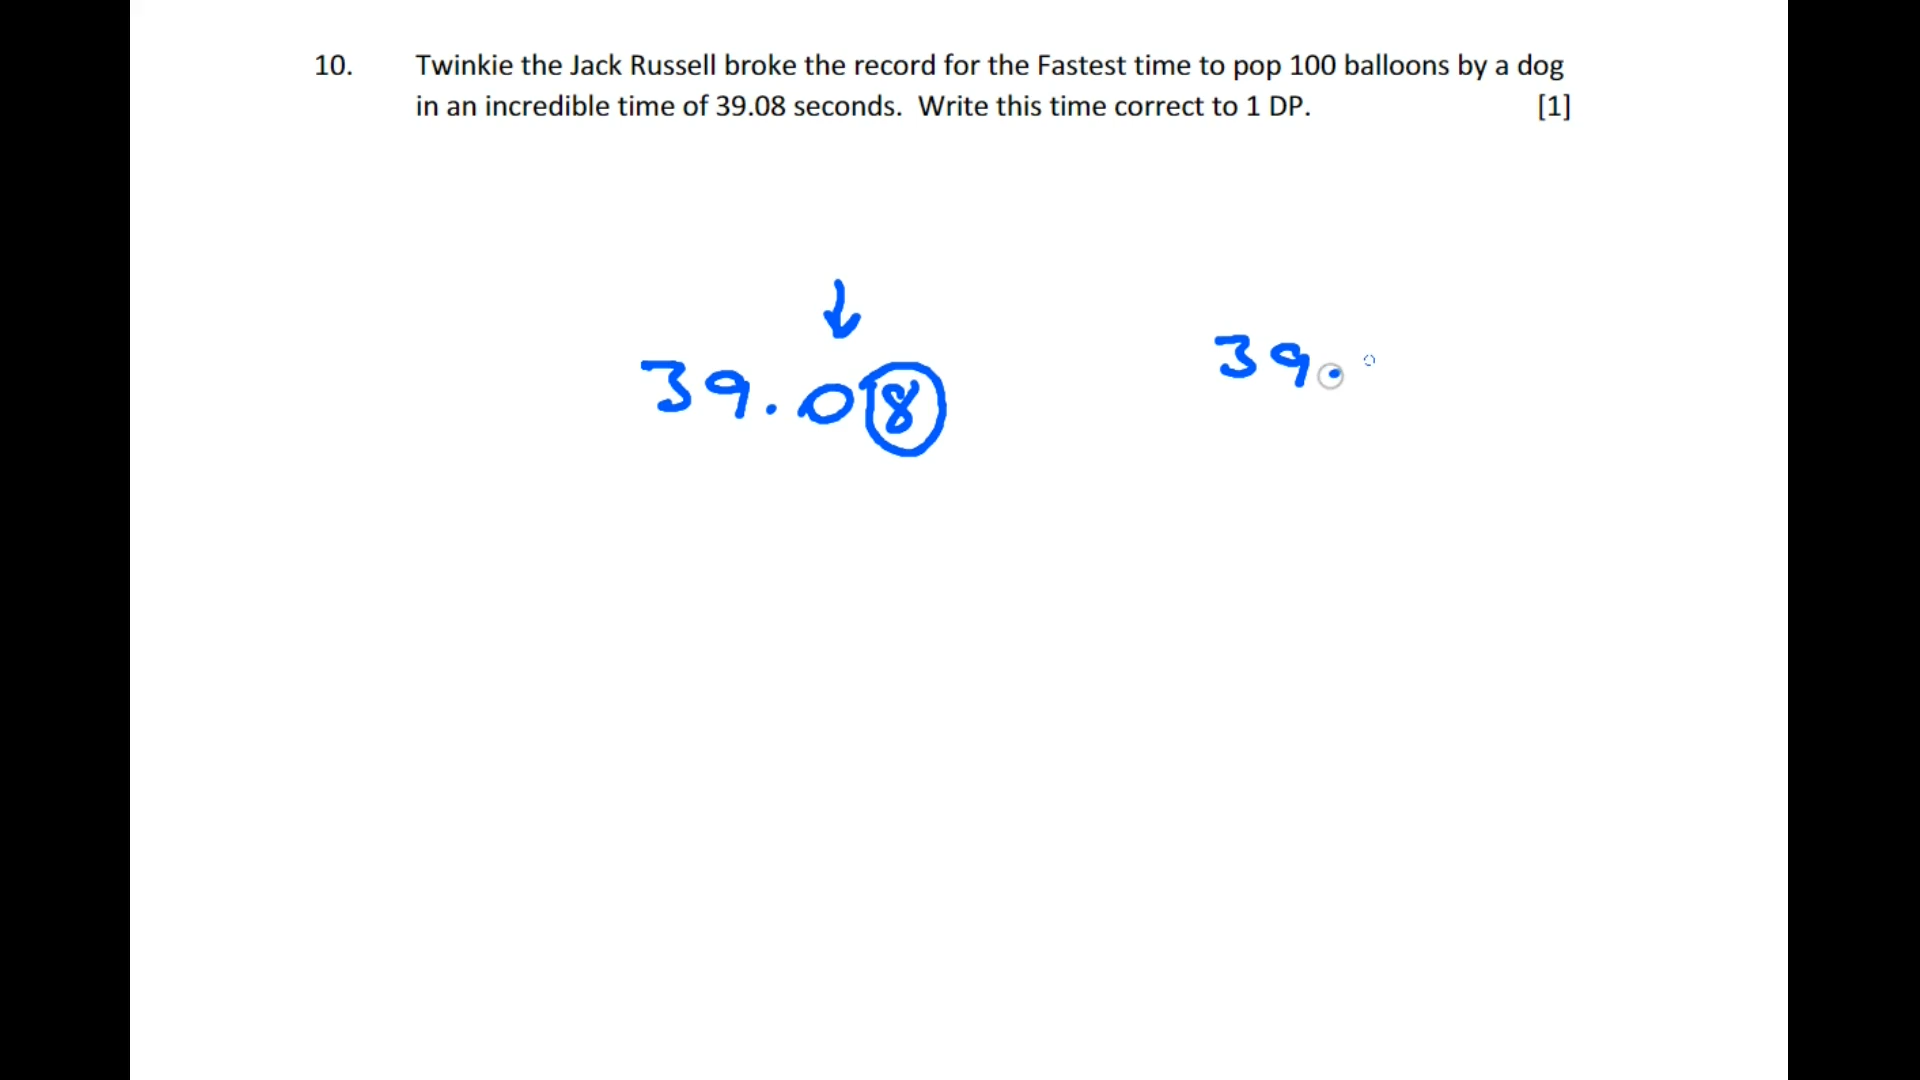 10. Twinkie the Jack Russell broke the record for the Fastest time to pop 100 balloons by a dog
in an incredible time of 39.08 seconds. Write this time correct to 1 DP. [1]
39.08 39.